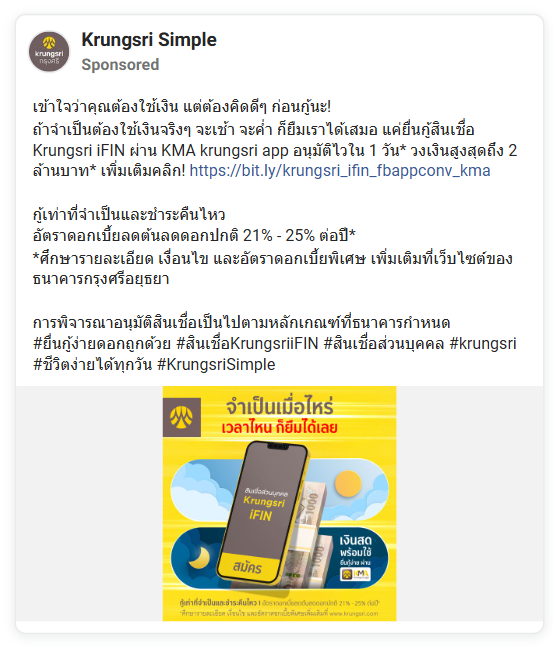 Krungsri Simple
krungsri
กรุงศรี
Sponsored
เข้าใจว่าคุณต้องใช้เงิน แต่ต้องคิดดีๆ ก่อนกู้นะ!
ถ้าจำเป็นต้องใช้เงินจริงๆ จะเช้า จะค่ำ ก็ยืมเราได้เสมอ แค่ยื่นกู้สินเชื่อ
Krungsri iFIN ผ่าน KMA krungsri app อนุมัติไวใน 1 วัน* วงเงินสูงสุดถึง 2
ล้านบาท* เพิ่มเติมคลิก! https://bit.ly/krungsri_ifin_fbappconv_kma
กู้เท่าที่จำเป็นและชำระคืนไหว
อัตราดอกเบี้ยลดต้นลดดอกปกติ 21% - 25% ต่อปี*
*ศึกษารายละเอียด เงื่อนไข และอัตราดอกเบี้ยพิเศษ เพิ่มเติมที่เว็บไซต์ของ
ธนาคารกรุงศรีอยุธยา
การพิจารณาอนุมัติสินเชื่อเป็นไปตามหลักเกณฑ์ที่ธนาคารกำหนด
#ยื่นกู้ง่ายดอกถูกด้วย #สินเชื่อKrungsriiFIN #สินเชื่อส่วนบุคคล #krungsri
#ชีวิตง่ายได้ทุกวัน #KrungsriSimple
จำเป็นเมื่อไหร่
เวลาไหน ก็ยืมได้เลย
สินเชื่อส่วนบุคคล
Krungsri
iFIN
สมัคร
1000
เงินสด
พร้อมใช้
ยื่นกู้ง่าย ผ่าน
KMA
กู้เท่าที่จำเป็นและชำระคืนไหว | อัตราดอกเบี้ยลดต้นลดดอกปกติ 21% - 25% ต่อปี*
*ศึกษารายละเอียด เงื่อนไข และอัตราดอกเบี้ยพิเศษเพิ่มเติมที่ www.krungsri.com